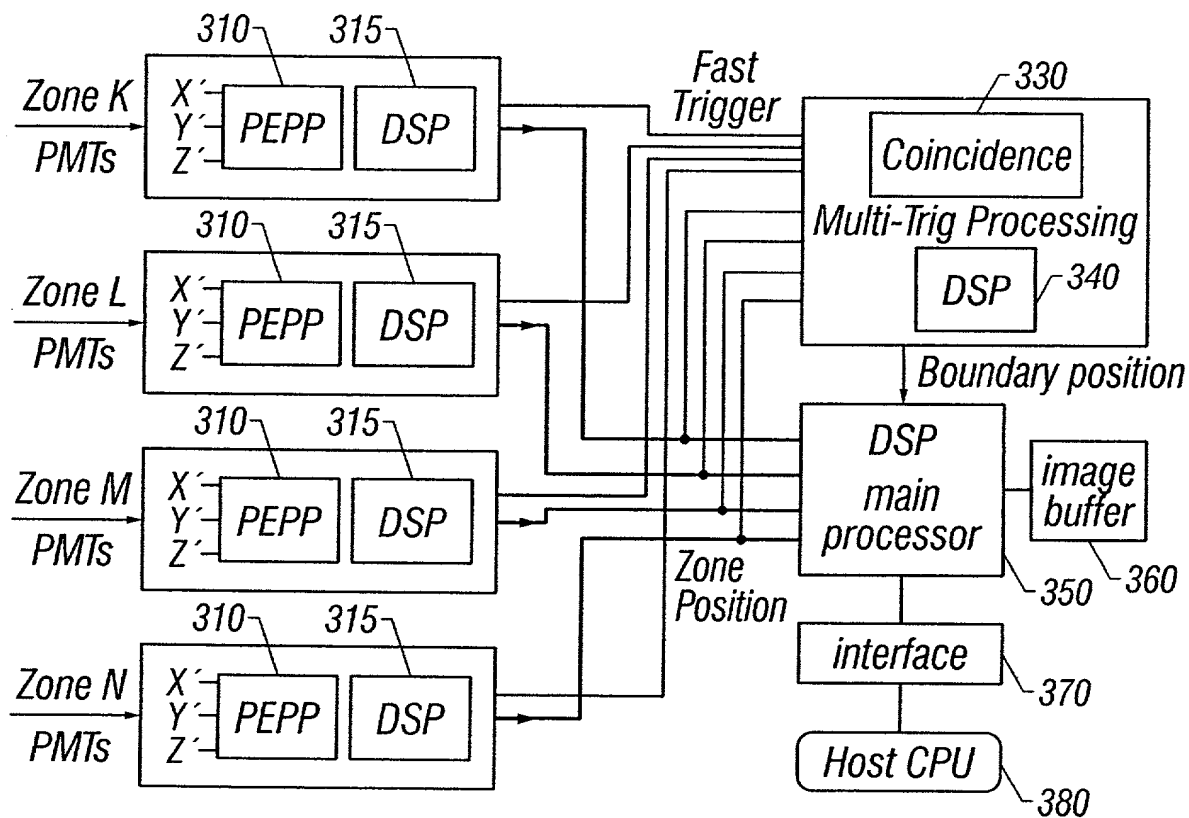 310
315
Zone K
PMTs
X´
Y´
Z´
PEPP
DSP
Fast
Trigger
330
Coincidence
Multi-Trig Processing
DSP
340
310
315
Zone L
PMTs
X´
Y´
Z´
PEPP
DSP
Boundary position
310
315
Zone M
PMTs
X´
Y´
Z´
PEPP
DSP
DSP
main
processor
350
image
buffer
360
Zone
Position
310
315
Zone N
PMTs
X´
Y´
Z´
PEPP
DSP
interface
370
Host CPU
380